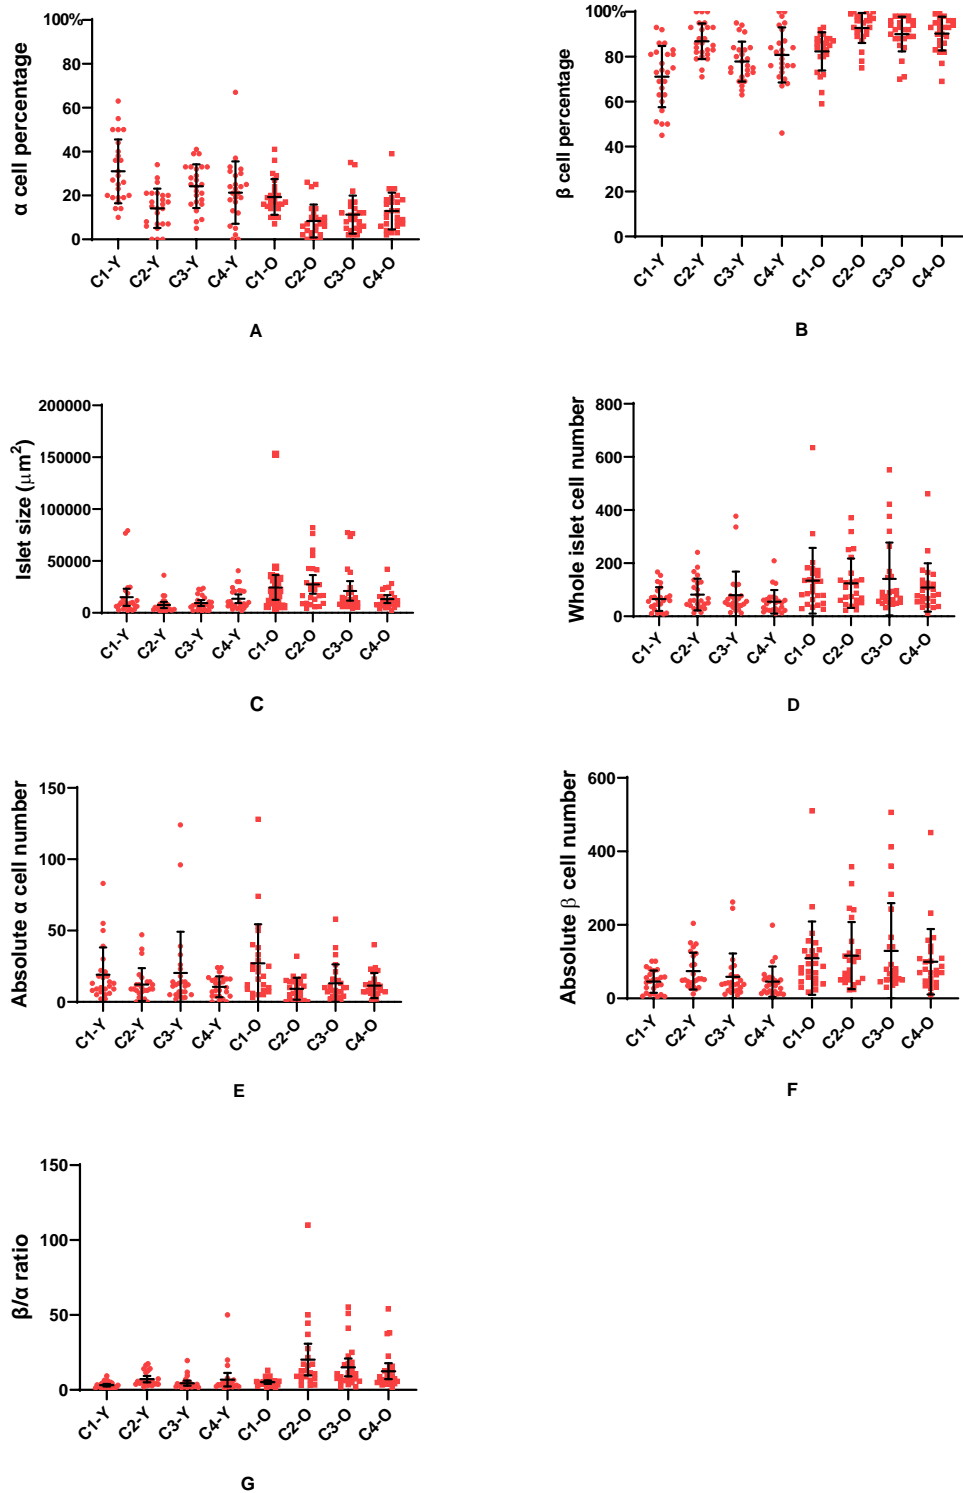 α cell percentage
100%
80
60
40
20
0
C1-Y
C2-Y
C3-Y
C4-Y
C1-O
C2-O
C3-O
C4-O
A
β cell percentage
100%
80
60
40
20
0
C1-Y
C2-Y
C3-Y
C4-Y
C1-O
C2-O
C3-O
C4-O
B
Islet size (μm²)
200000
150000
100000
50000
0
C1-Y
C2-Y
C3-Y
C4-Y
C1-O
C2-O
C3-O
C4-O
C
Whole islet cell number
800
600
400
200
0
C1-Y
C2-Y
C3-Y
C4-Y
C1-O
C2-O
C3-O
C4-O
D
Absolute α cell number
150
100
50
0
C1-Y
C2-Y
C3-Y
C4-Y
C1-O
C2-O
C3-O
C4-O
E
Absolute β cell number
600
400
200
0
C1-Y
C2-Y
C3-Y
C4-Y
C1-O
C2-O
C3-O
C4-O
F
β/α ratio
150
100
50
0
C1-Y
C2-Y
C3-Y
C4-Y
C1-O
C2-O
C3-O
C4-O
G